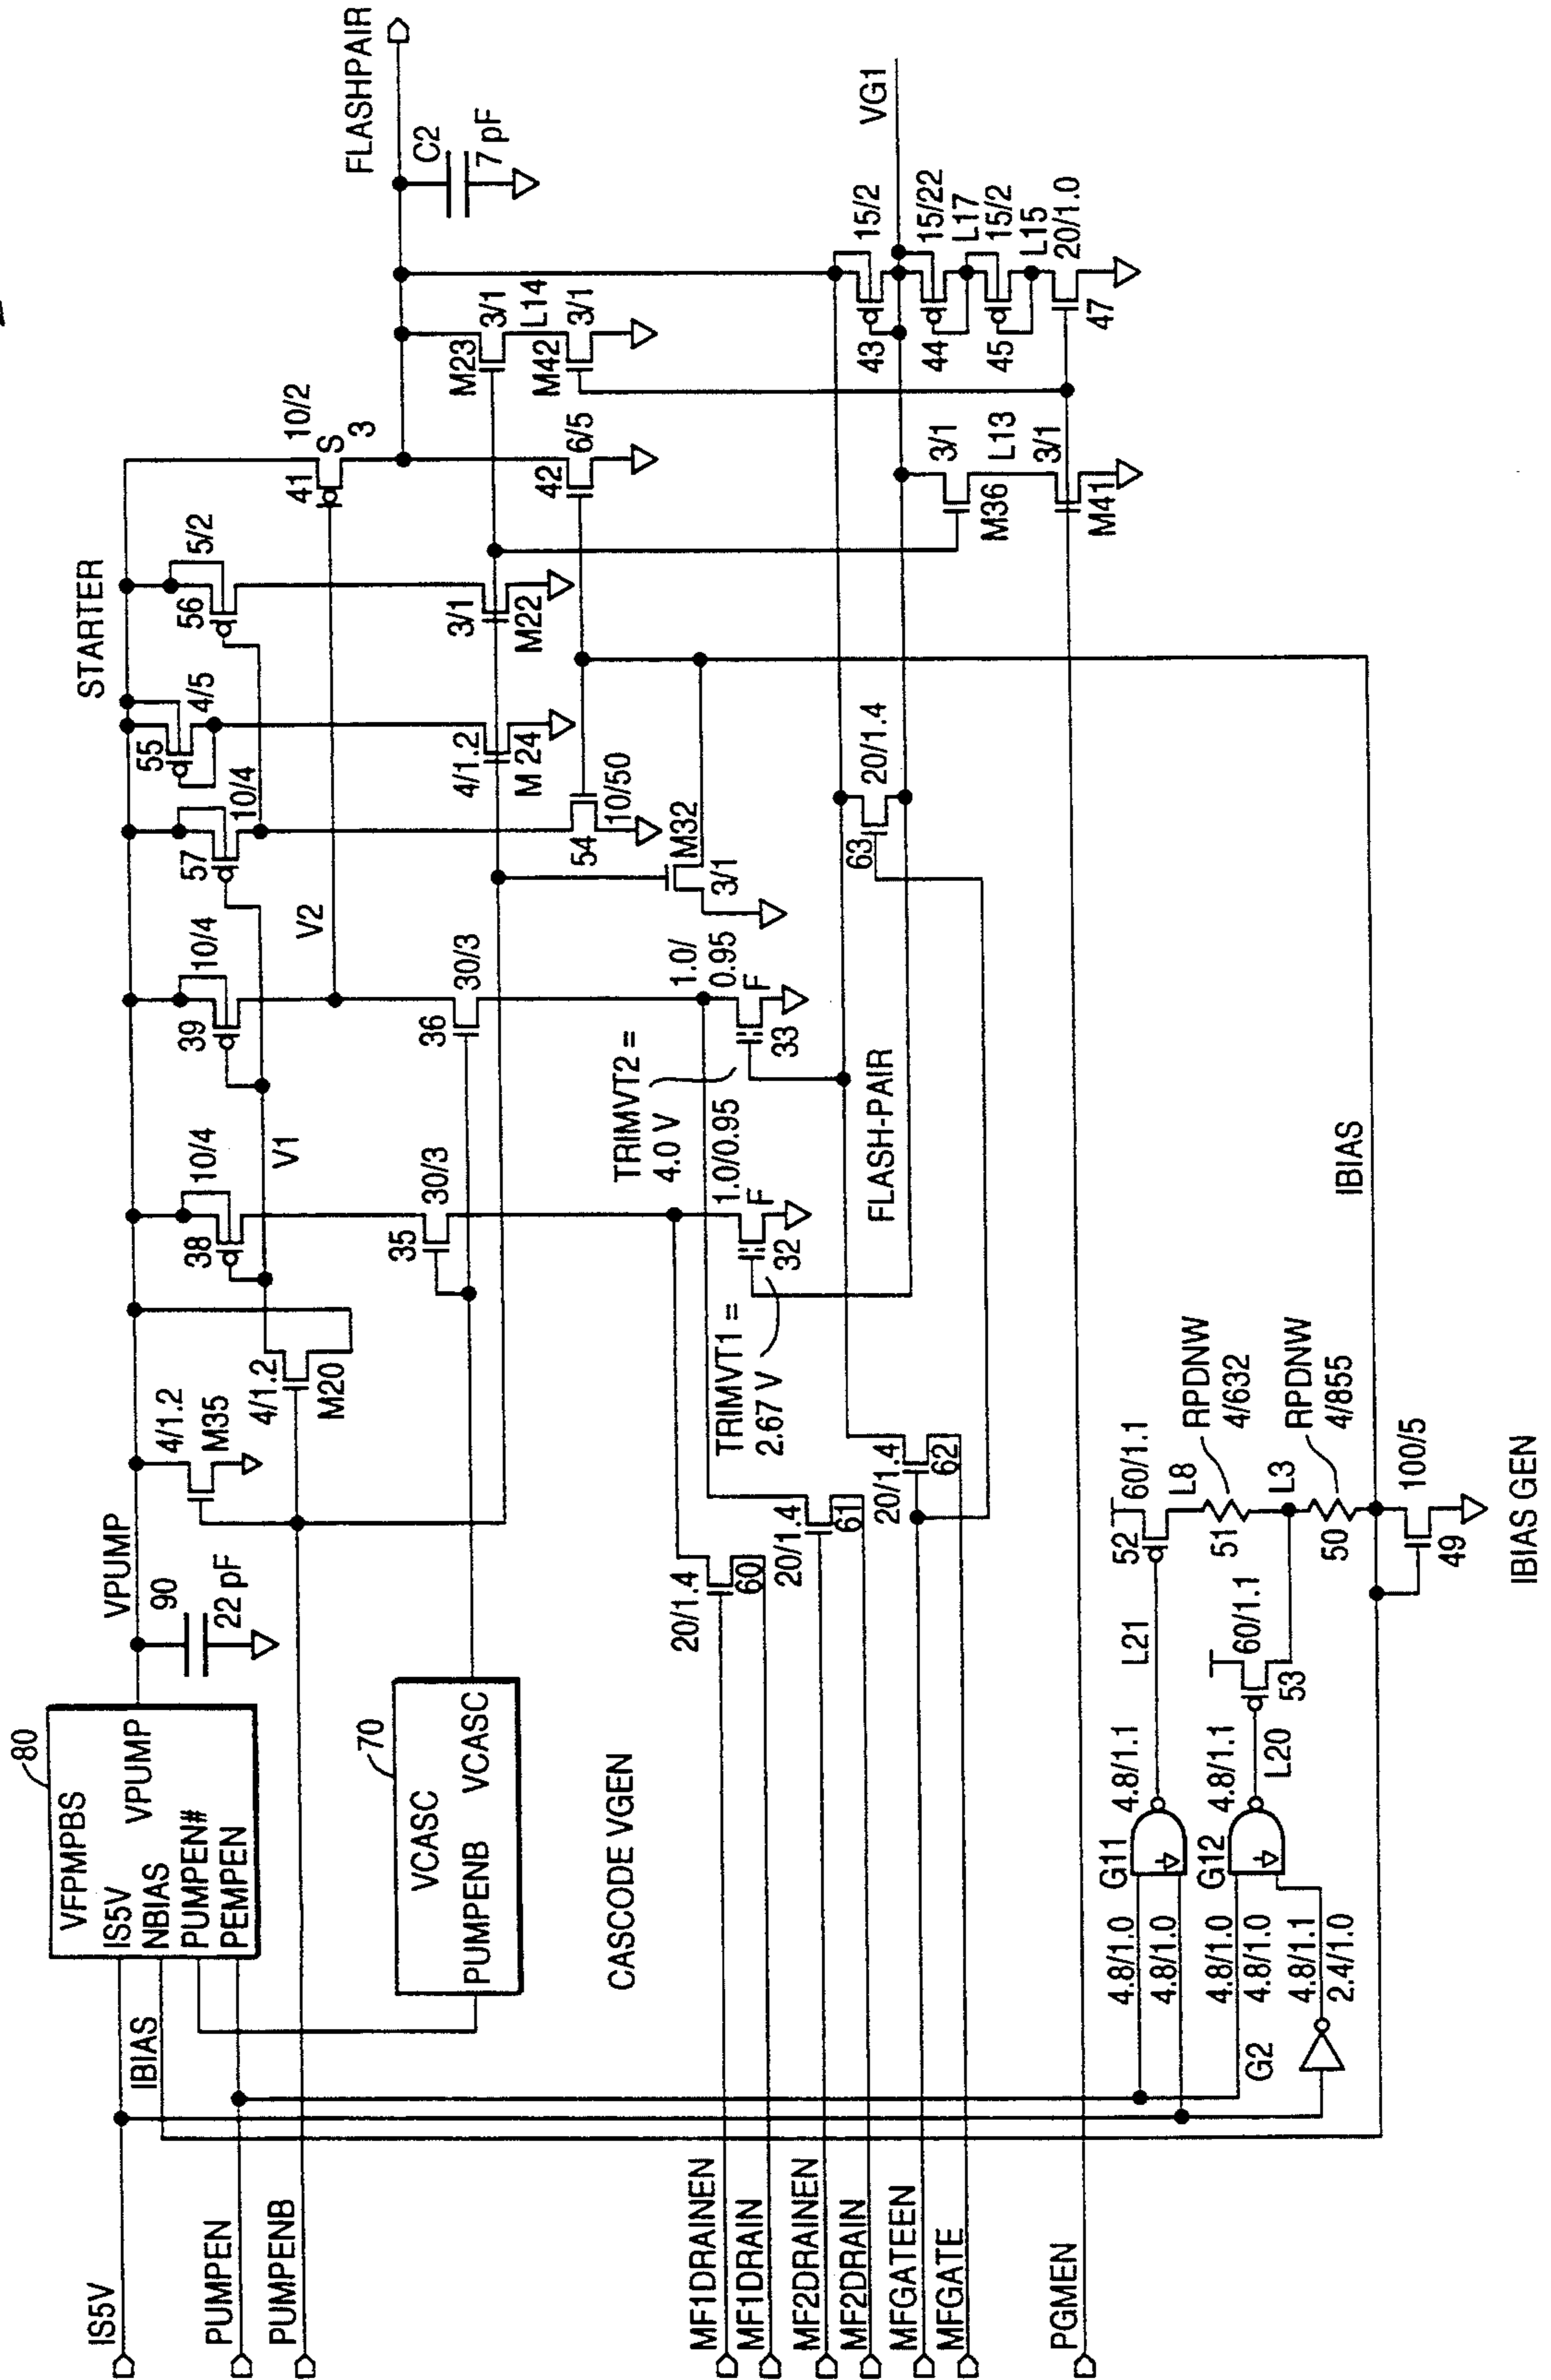 IS5V
PUMPEN
PUMPENB
MF1DRAINEN
MF1DRAIN
MF2DRAINEN
MF2DRAIN
MFGATEEN
MFGATE
PGMEN
80
VFPMPBS
IS5V
NBIAS
VPUMP
PUMPEN#
PEMPEN
IBIAS
70
VCASC
PUMPENB VCASC
CASCODE VGEN
VPUMP
90
22 pF
4/1.2
M35
4/1.2
M20
38
10/4
V1
39
10/4
V2
57
10/4
55
4/5
STARTER
56
5/2
41
10/2
S
3
FLASHPAIR
C2
7 pF
35
30/3
36
30/3
4/1.2
M 24
3/1
M22
M23
3/1
L14
M42
3/1
42
6/5
54
10/50
M32
3/1
TRIMVT1 =
2.67 V
1.0/0.95
F
32
TRIMVT2 =
4.0 V
1.0/
0.95
F
33
FLASH-PAIR
63
20/1.4
VG1
43
15/2
44
15/22
L17
45
15/2
L15
20/1.0
47
M36
3/1
L13
3/1
M41
20/1.4
60
20/1.4
61
20/1.4
62
G2
4.8/1.0
4.8/1.0
4.8/1.0
4.8/1.0
4.8/1.1
2.4/1.0
G11
4.8/1.1
G12
4.8/1.1
L21
L20
52
60/1.1
L8
51
RPDNW
4/632
60/1.1
53
L3
50
RPDNW
4/855
IBIAS
100/5
49
IBIAS GEN